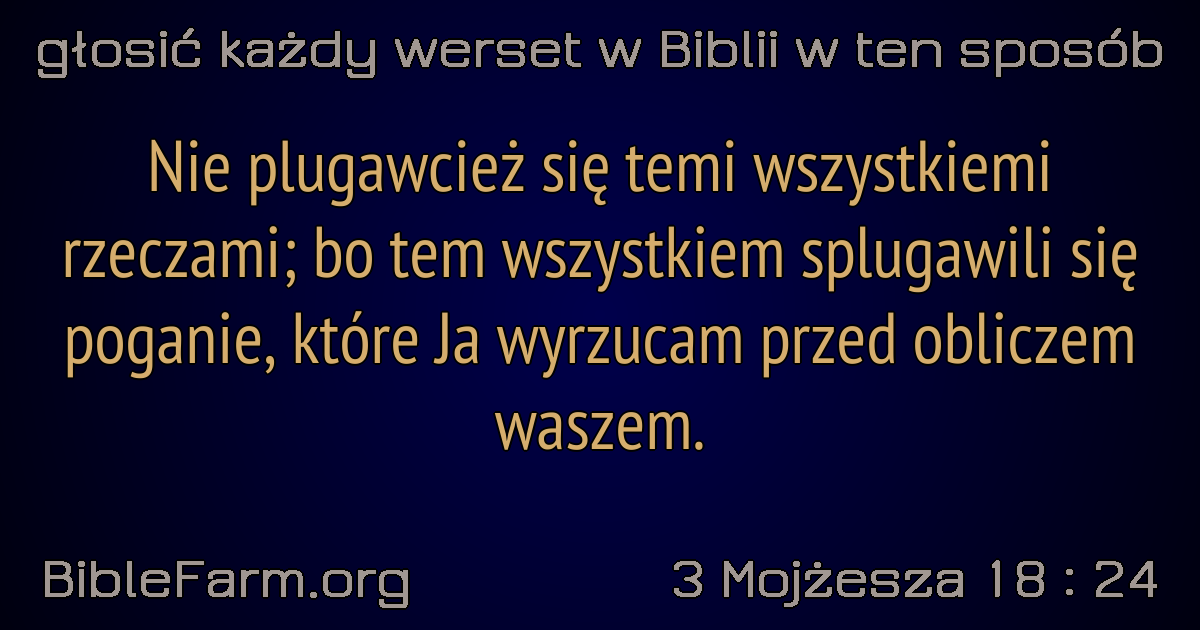 głosić każdy werset w Biblii w ten sposób
Nie plugawcież się temi wszystkiemi
rzeczami; bo tem wszystkiem splugawili się
poganie, które Ja wyrzucam przed obliczem
waszem.
BibleFarm.org
3 Mojżesza 18 : 24